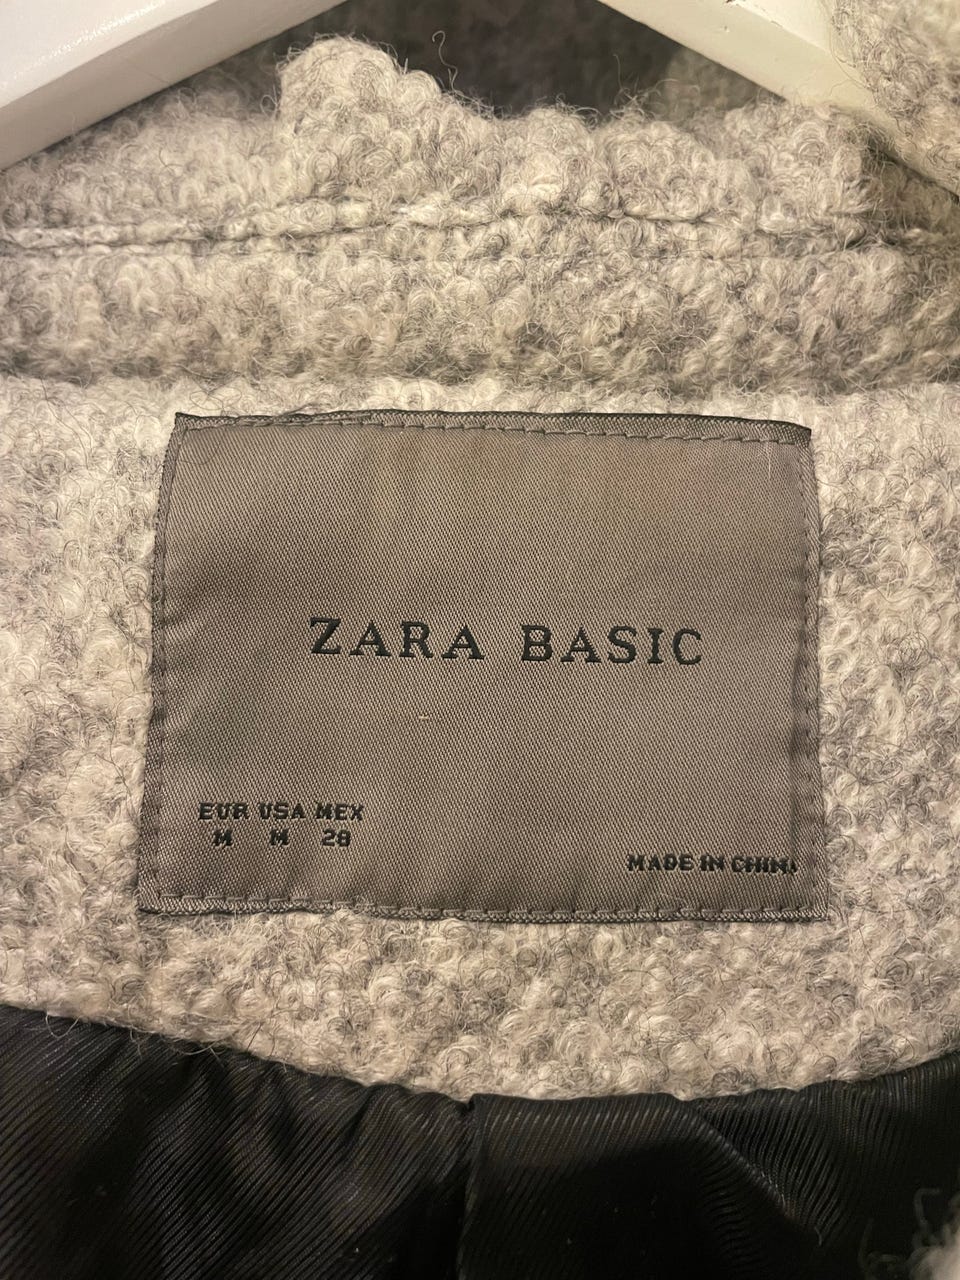 ZARA BASIC
EUR USA MEX
M M 28
MADE IN CHINA